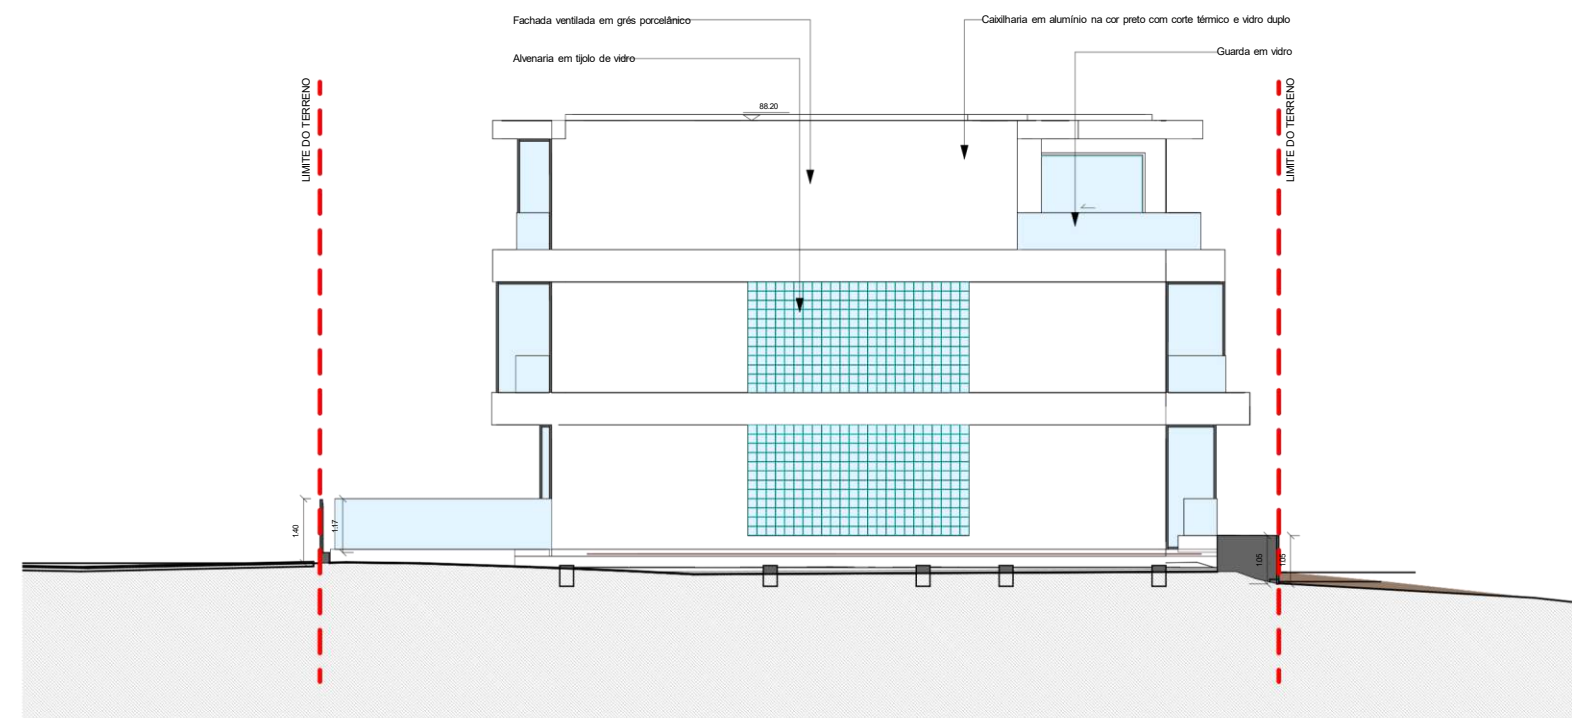 Fachada ventilada em grés porcelânico
Caixilharia em alumínio na cor preto com corte térmico e vidro duplo
Alvenaria em tijolo de vidro
Guarda em vidro
LIMITE DO TERRENO
LIMITE DO TERRENO
88.20
1.40
1.17
1.05
1.05